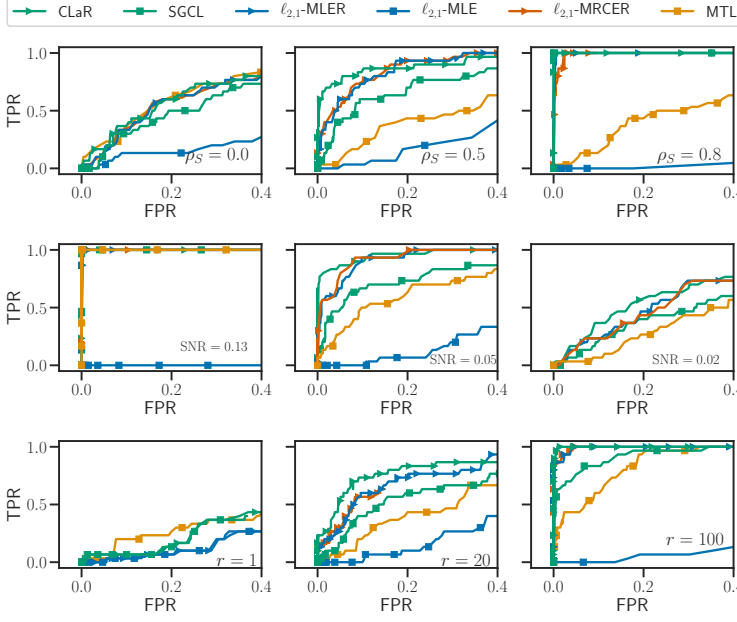 CLaR SGCL ℓ2,1-MLER ℓ2,1-MLE ℓ2,1-MRCER MTL
1.0
0.5
0.0
TPR
ρS = 0.0
ρS = 0.5
ρS = 0.8
0.0 0.2 0.4 0.0 0.2 0.4 0.0 0.2 0.4
FPR FPR FPR
1.0
0.5
0.0
TPR
SNR = 0.13
SNR = 0.05
SNR = 0.02
0.0 0.2 0.4 0.0 0.2 0.4 0.0 0.2 0.4
FPR FPR FPR
1.0
0.5
0.0
TPR
r = 1
r = 20
r = 100
0.0 0.2 0.4 0.0 0.2 0.4 0.0 0.2 0.4
FPR FPR FPR